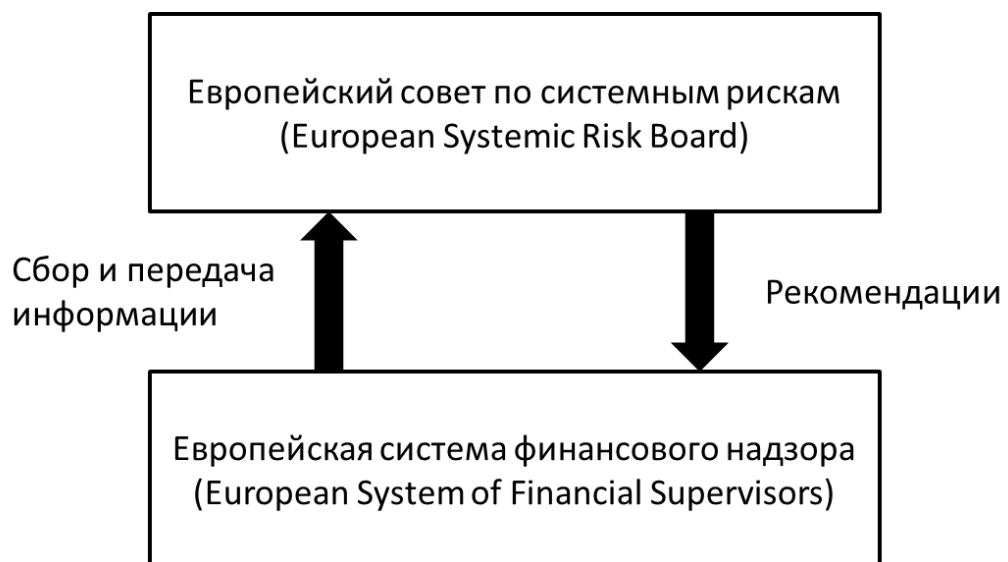 Европейский совет по системным рискам
(European Systemic Risk Board)
Сбор и передача
информации
Рекомендации
Европейская система финансового надзора
(European System of Financial Supervisors)